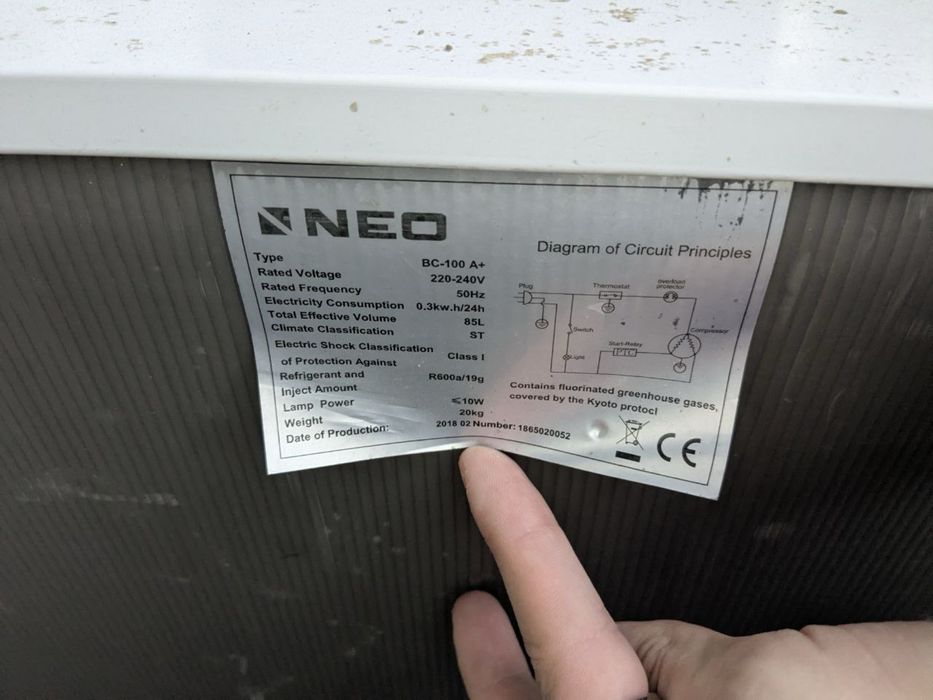 NEO
Type BC-100 A+
Rated Voltage 220-240V
Rated Frequency 50Hz
Electricity Consumption 0.3kw.h/24h
Total Effective Volume 85L
Climate Classification ST
Electric Shock Classification
of Protection Against Class I
Refrigerant and
Inject Amount R600a/19g
Lamp Power ≤10W
Weight 20kg
Date of Production: 2018 02 Number: 1865020052
Diagram of Circuit Principles
Plug Thermostat overload
protector
Switch Compressor
Start-Relay
PTC
Light
Contains fluorinated greenhouse gases,
covered by the Kyoto protocl
CE